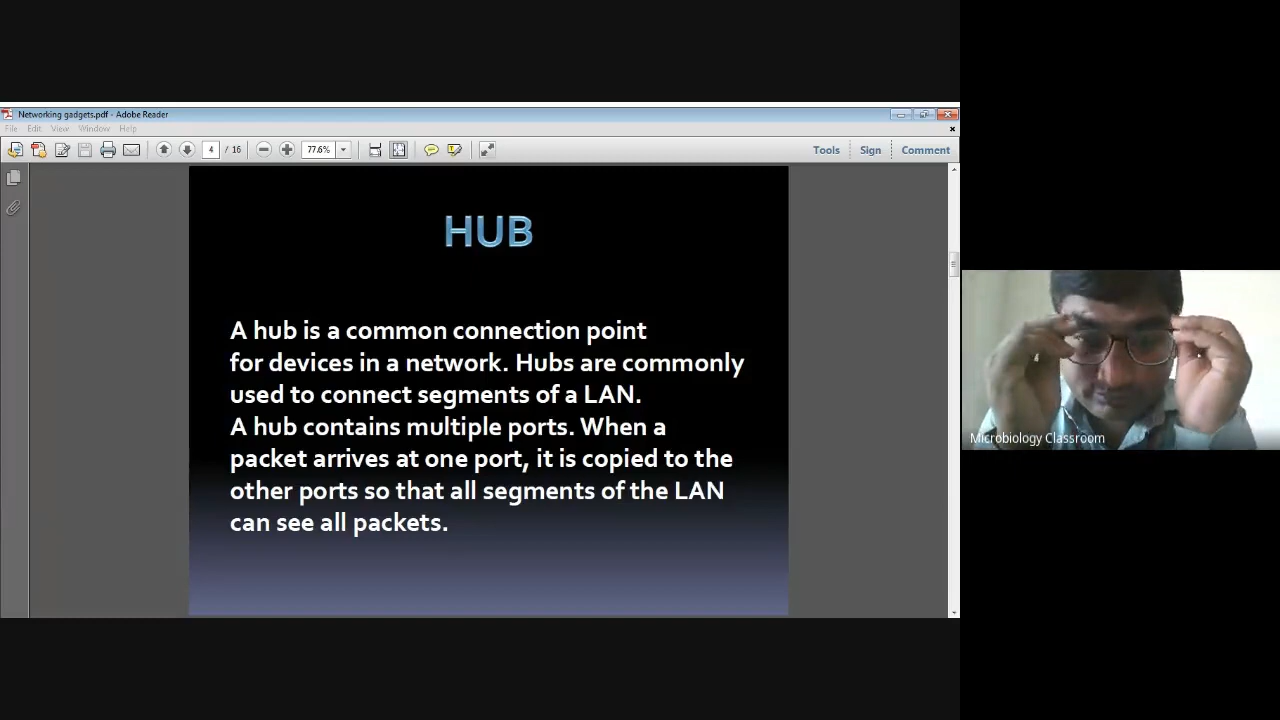 Networking gadgets.pdf - Adobe Reader
File Edit View Window Help
4 / 16 77.6% Tools Sign Comment
HUB
A hub is a common connection point
for devices in a network. Hubs are commonly
used to connect segments of a LAN.
A hub contains multiple ports. When a
packet arrives at one port, it is copied to the
other ports so that all segments of the LAN
can see all packets.
Microbiology Classroom